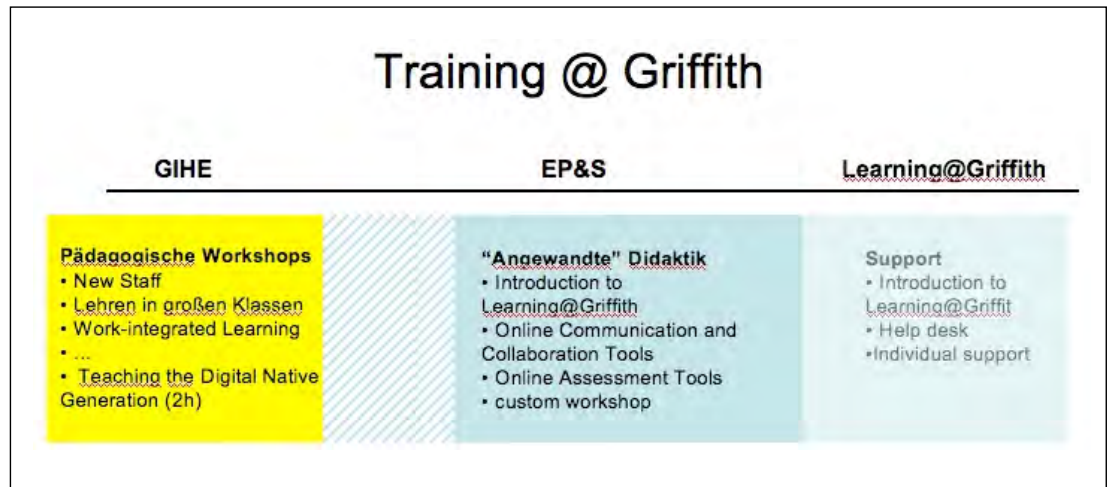 Training @ Griffith
GIHE
EP&S
Learning@Griffith
Pädagogische Workshops
• New Staff
• Lehren in großen Klassen
• Work-integrated Learning
• ...
• Teaching the Digital Native
Generation (2h)
“Angewandte” Didaktik
• Introduction to
Learning@Griffith
• Online Communication and
Collaboration Tools
• Online Assessment Tools
• custom workshop
Support
• Introduction to
Learning@Griffit
• Help desk
•Individual support